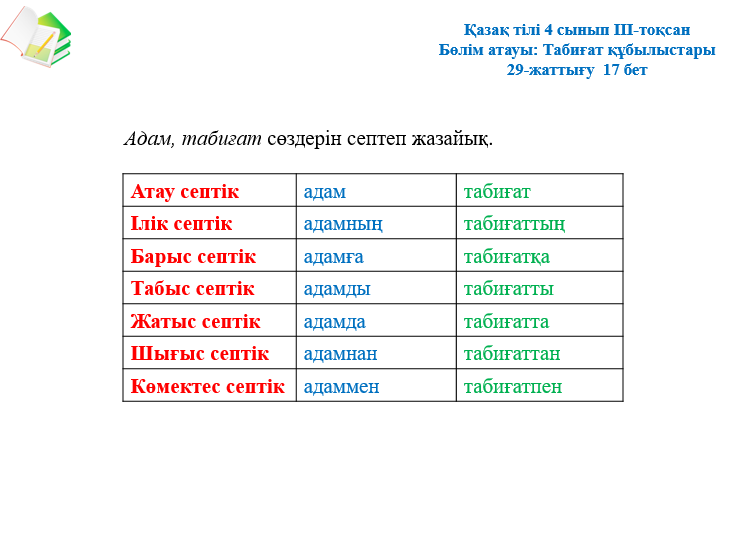 Қазақ тілі 4 сынып III-тоқсан
Бөлім атауы: Табиғат құбылыстары
29-жаттығу 17 бет
Адам, табиғат сөздерін септеп жазайық.
Атау септік адам табиғат
Ілік септік адамның табиғаттың
Барыс септік адамға табиғатқа
Табыс септік адамды табиғатты
Жатыс септік адамда табиғатта
Шығыс септік адамнан табиғаттан
Көмектес септік адаммен табиғатпен